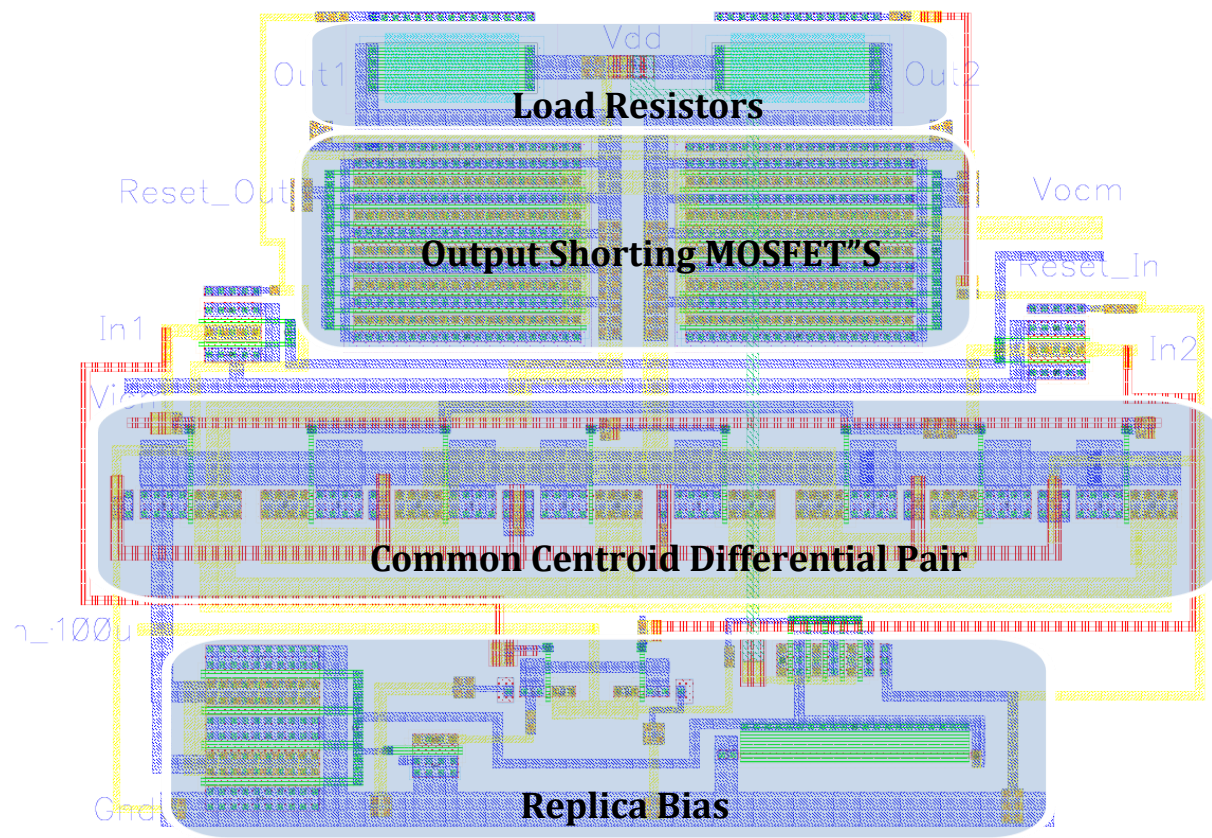 Vdd
Out1
Out2
Load Resistors
Reset_Out
Vocm
Output Shorting MOSFET”S
Reset_In
In1
In2
Common Centroid Differential Pair
n_100u
Gnd
Replica Bias